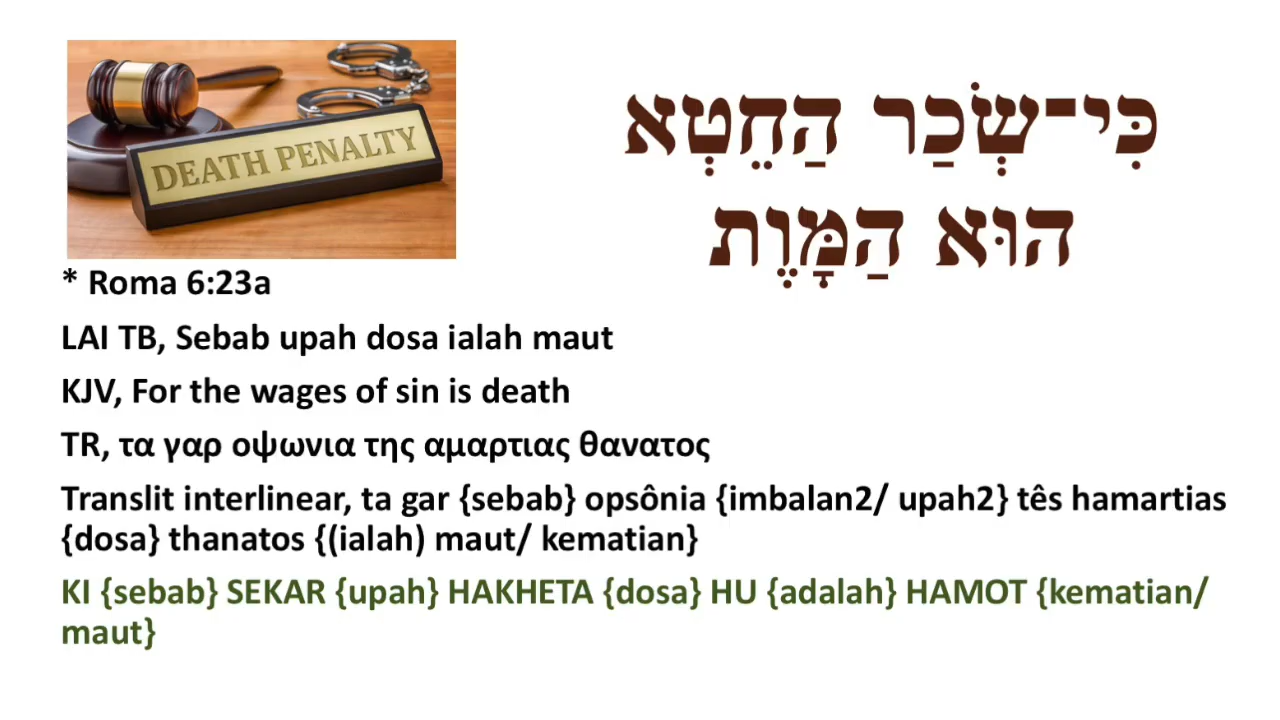 DEATH PENALTY
כִּי־שְׂכַר הַחֵטְא
הוּא הַמָּוֶת
* Roma 6:23a
LAI TB, Sebab upah dosa ialah maut
KJV, For the wages of sin is death
TR, τα γαρ οψωνια της αμαρτιας θανατος
Translit interlinear, ta gar {sebab} opsônia {imbalan2/ upah2} tês hamartias
{dosa} thanatos {(ialah) maut/ kematian}
KI {sebab} SEKAR {upah} HAKHETA {dosa} HU {adalah} HAMOT {kematian/
maut}